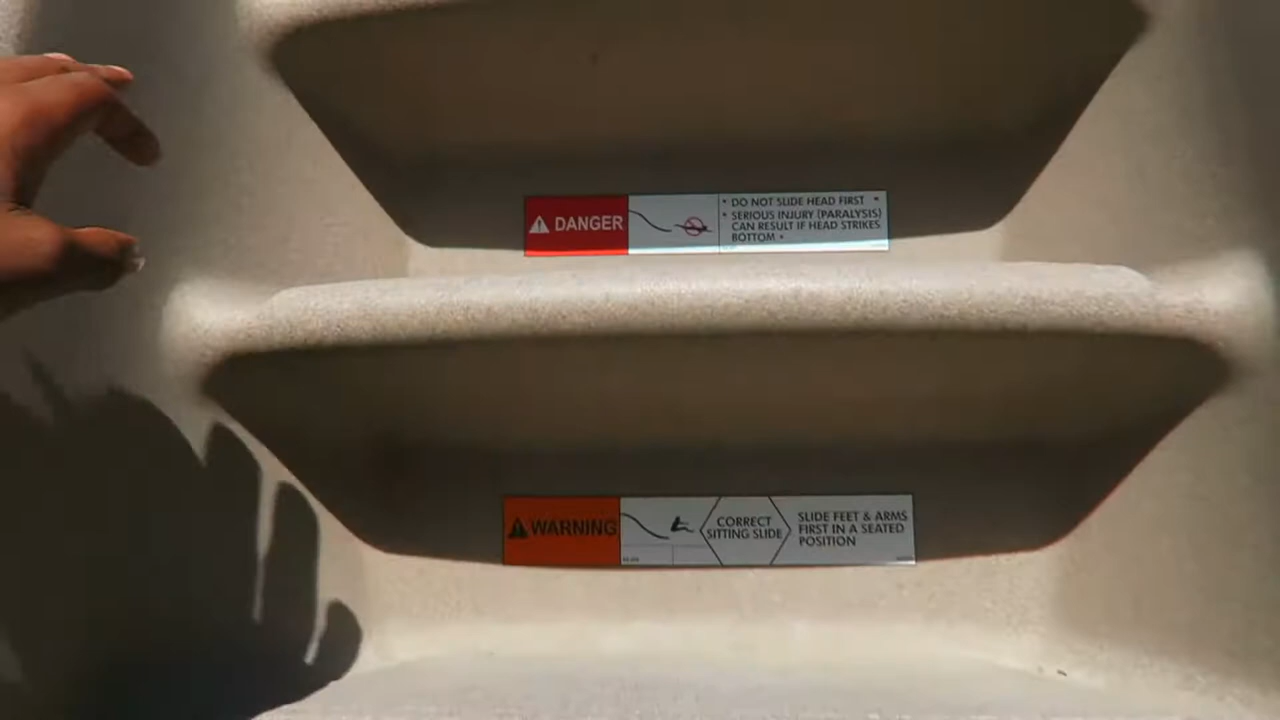 DANGER
• DO NOT SLIDE HEAD FIRST •
• SERIOUS INJURY (PARALYSIS)
CAN RESULT IF HEAD STRIKES
BOTTOM •
WARNING
CORRECT
SITTING SLIDE
SLIDE FEET & ARMS
FIRST IN A SEATED
POSITION